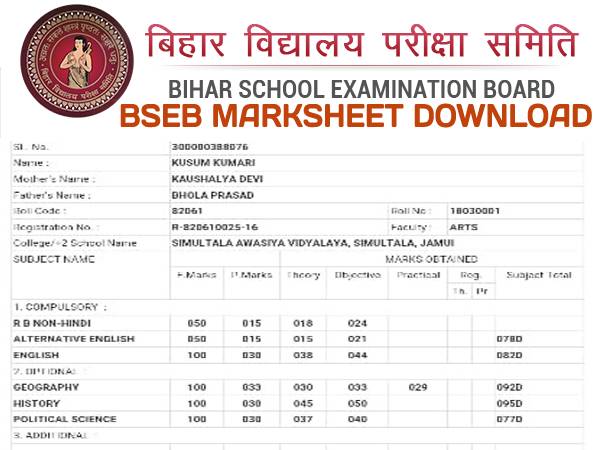 बिहार विद्यालय परीक्षा समिति
BIHAR SCHOOL EXAMINATION BOARD
BSEB MARKSHEET DOWNLOAD
SL. No. 300000388076
Name : KUSUM KUMARI
Mother's Name : KAUSHALYA DEVI
Father's Name : BHOLA PRASAD
Roll Code : 82061 Roll No : 18030001
Registration No. : R-820610025-16 Faculty : ARTS
College/+2 School Name SIMULTALA AWASIYA VIDYALAYA, SIMULTALA, JAMUI
SUBJECT NAME MARKS OBTAINED
F.Marks P.Marks Theory Objective Practical Reg. Subject Total
Th. Pr
1. COMPULSORY :
R B NON-HINDI 050 015 018 024
ALTERNATIVE ENGLISH 050 015 015 021 078D
ENGLISH 100 030 038 044 082D
2. OPTIONAL :
GEOGRAPHY 100 033 030 033 029 092D
HISTORY 100 030 045 050 095D
POLITICAL SCIENCE 100 030 037 040 077D
3. ADDITIONAL :